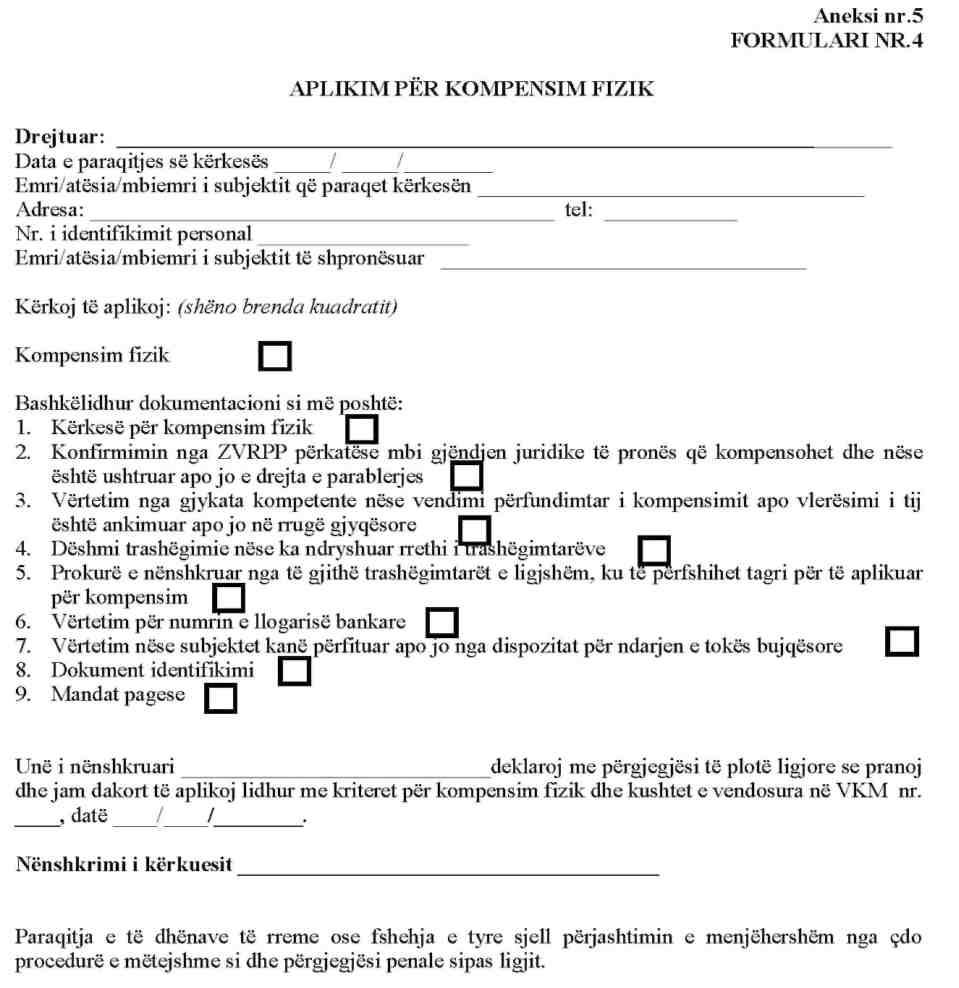 Aneksi nr.5
FORMULARI NR.4
APLIKIM PËR KOMPENSIM FIZIK
Drejtuar: ____________________
Data e paraqitjes së kërkesës _____/ _____/________
Emri/atësia/mbiemri i subjektit që paraqet kërkesën ____________________
Adresa: ____________________ tel: ____________
Nr. i identifikimit personal ____________________
Emri/atësia/mbiemri i subjektit të shpronësuar ____________________
Kërkoj të aplikoj: (shëno brenda kuadratit)
Kompensim fizik
Bashkëlidhur dokumentacioni si më poshtë:
1. Kërkesë për kompensim fizik
2. Konfirmimin nga ZVRPP përkatëse mbi gjëndjen juridike të pronës që kompensohet dhe nëse
është ushtruar apo jo e drejta e parablerjes
3. Vërtetim nga gjykata kompetente nëse vendimi përfundimtar i kompensimit apo vlerësimi i tij
është ankimuar apo jo në rrugë gjyqësore
4. Dëshmi trashëgimie nëse ka ndryshuar rrethi i trashëgimtarëve
5. Prokurë e nënshkruar nga të gjithë trashëgimtarët e ligjshëm, ku të përfshihet tagri për të aplikuar
për kompensim
6. Vërtetim për numrin e llogarisë bankare
7. Vërtetim nëse subjektet kanë përfituar apo jo nga dispozitat për ndarjen e tokës bujqësore
8. Dokument identifikimi
9. Mandat pagese
Unë i nënshkruari ____________________deklaroj me përgjegjësi të plotë ligjore se pranoj
dhe jam dakort të aplikoj lidhur me kriteret për kompensim fizik dhe kushtet e vendosura në VKM nr.
____, datë ____/____/________.
Nënshkrimi i kërkuesit ____________________
Paraqitja e të dhënave të rreme ose fshehja e tyre sjell përjashtimin e menjëhershëm nga çdo
procedurë e mëtejshme si dhe përgjegjësi penale sipas ligjit.